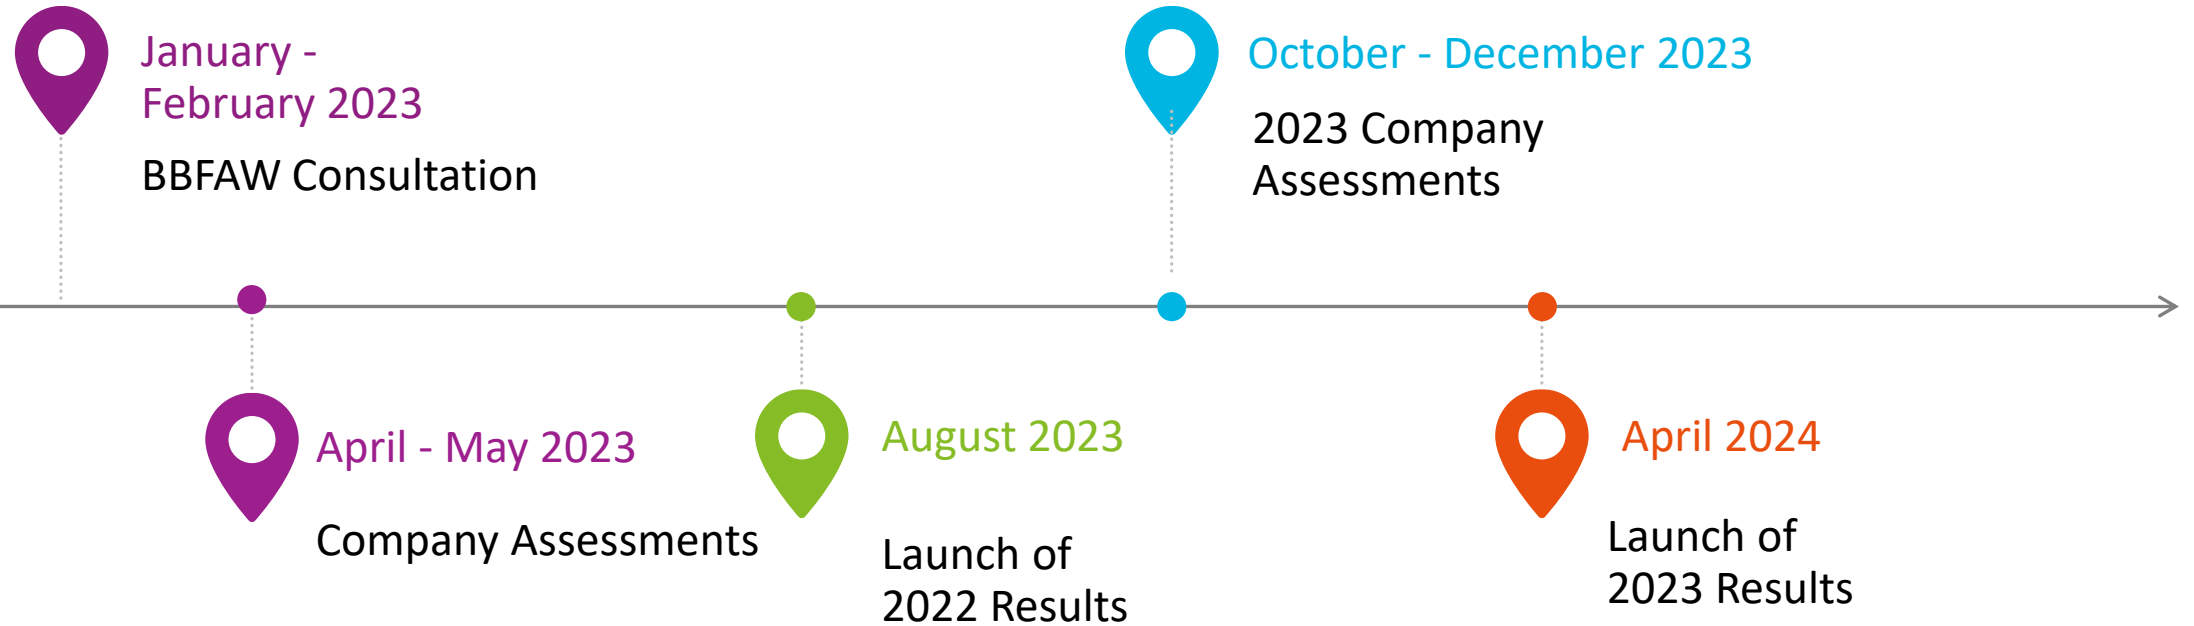 January -
February 2023
BBFAW Consultation
April - May 2023
Company Assessments
August 2023
Launch of
2022 Results
October - December 2023
2023 Company
Assessments
April 2024
Launch of
2023 Results